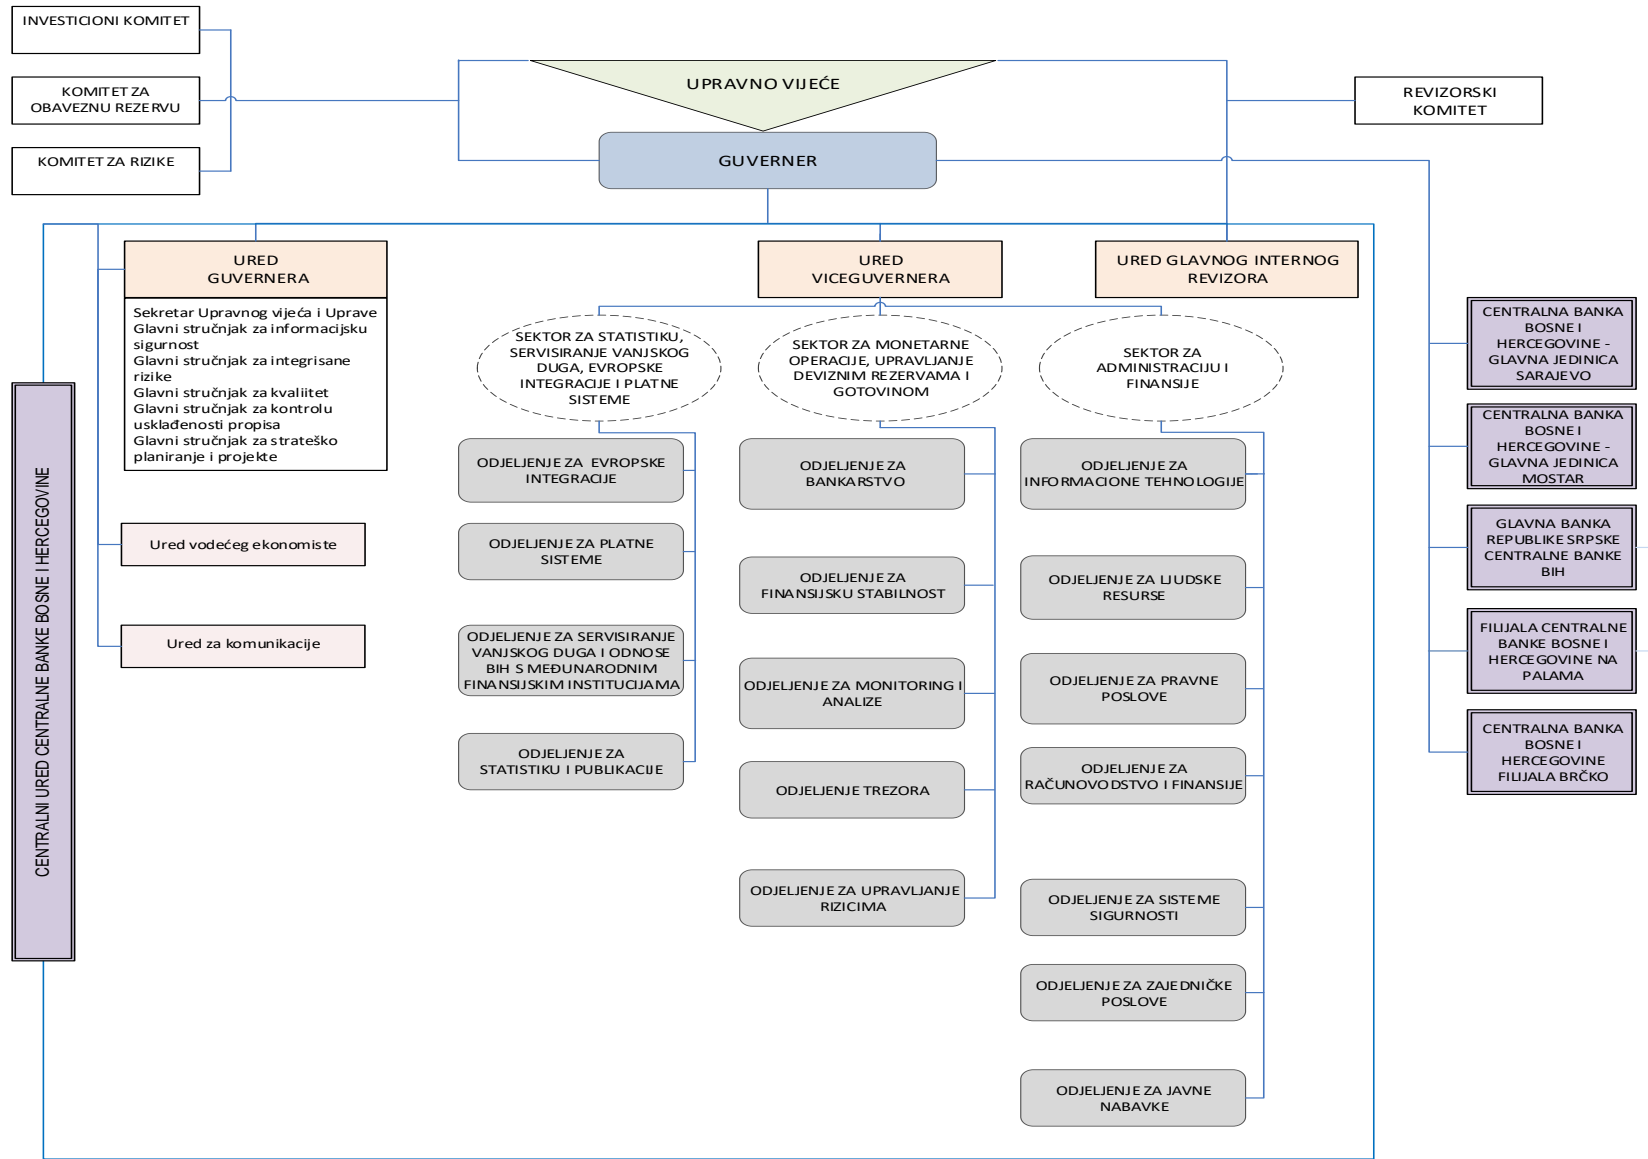 INVESTICIONI KOMITET
KOMITET ZA
OBAVEZNU REZERVU
KOMITET ZA RIZIKE
UPRAVNO VIJEĆE
GUVERNER
REVIZORSKI
KOMITET
URED
GUVERNERA
Sekretar Upravnog vijeća i Uprave
Glavni stručnjak za informacijsku
sigurnost
Glavni stručnjak za integrisane
rizike
Glavni stručnjak za kvaliitet
Glavni stručnjak za kontrolu
usklađenosti propisa
Glavni stručnjak za strateško
planiranje i projekte
Ured vodećeg ekonomiste
Ured za komunikacije
CENTRALNI URED CENTRALNE BANKE BOSNE I HERCEGOVINE
URED
VICEGUVERNERA
URED GLAVNOG INTERNOG
REVIZORA
SEKTOR ZA STATISTIKU,
SERVISIRANJE VANJSKOG
DUGA, EVROPSKE
INTEGRACIJE I PLATNE
SISTEME
ODJELJENJE ZA EVROPSKE
INTEGRACIJE
ODJELJENJE ZA PLATNE
SISTEME
ODJELJENJE ZA SERVISIRANJE
VANJSKOG DUGA I ODNOSE
BIH S MEĐUNARODNIM
FINANSIJSKIM INSTITUCIJAMA
ODJELJENJE ZA
STATISTIKU I PUBLIKACIJE
SEKTOR ZA MONETARNE
OPERACIJE, UPRAVLJANJE
DEVIZNIM REZERVAMA I
GOTOVINOM
ODJELJENJE ZA
BANKARSTVO
ODJELJENJE ZA
FINANSIJSKU STABILNOST
ODJELJENJE ZA MONITORING I
ANALIZE
ODJELJENJE TREZORA
ODJELJENJE ZA UPRAVLJANJE
RIZICIMA
SEKTOR ZA
ADMINISTRACIJU I
FINANSIJE
ODJELJENJE ZA
INFORMACIONE TEHNOLOGIJE
ODJELJENJE ZA LJUDSKE
RESURSE
ODJELJENJE ZA PRAVNE
POSLOVE
ODJELJENJE ZA
RAČUNOVODSTVO I FINANSIJE
ODJELJENJE ZA SISTEME
SIGURNOSTI
ODJELJENJE ZA ZAJEDNIČKE
POSLOVE
ODJELJENJE ZA JAVNE
NABAVKE
CENTRALNA BANKA
BOSNE I
HERCEGOVINE -
GLAVNA JEDINICA
SARAJEVO
CENTRALNA BANKA
BOSNE I
HERCEGOVINE -
GLAVNA JEDINICA
MOSTAR
GLAVNA BANKA
REPUBLIKE SRPSKE
CENTRALNE BANKE
BIH
FILIJALA CENTRALNE
BANKE BOSNE I
HERCEGOVINE NA
PALAMA
CENTRALNA BANKA
BOSNE I
HERCEGOVINE
FILIJALA BRČKO